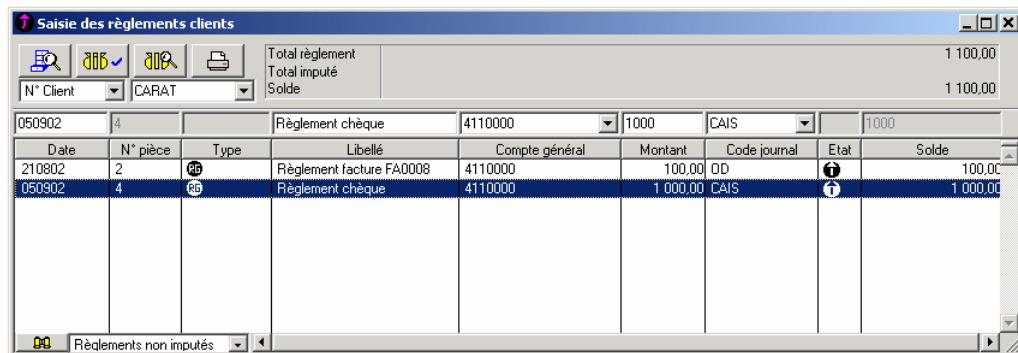 Saisie des règlements clients
Total règlement 1 100,00
Total imputé
N° Client CARAT Solde 1 100,00
050902 4 Règlement chèque 4110000 1000 CAIS 1000
Date N° pièce Type Libellé Compte général Montant Code journal Etat Solde
210802 2 RG Règlement facture FA0008 4110000 100,00 OD 100,00
050902 4 RG Règlement chèque 4110000 1 000,00 CAIS 1 000,00
Règlements non imputés